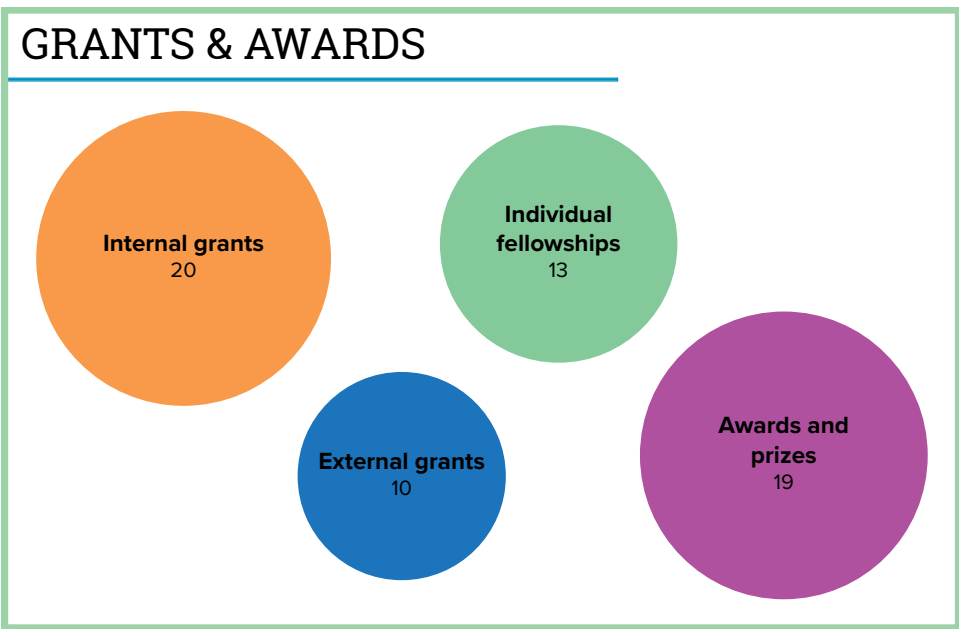 GRANTS & AWARDS
Internal grants
20
Individual
fellowships
13
External grants
10
Awards and
prizes
19